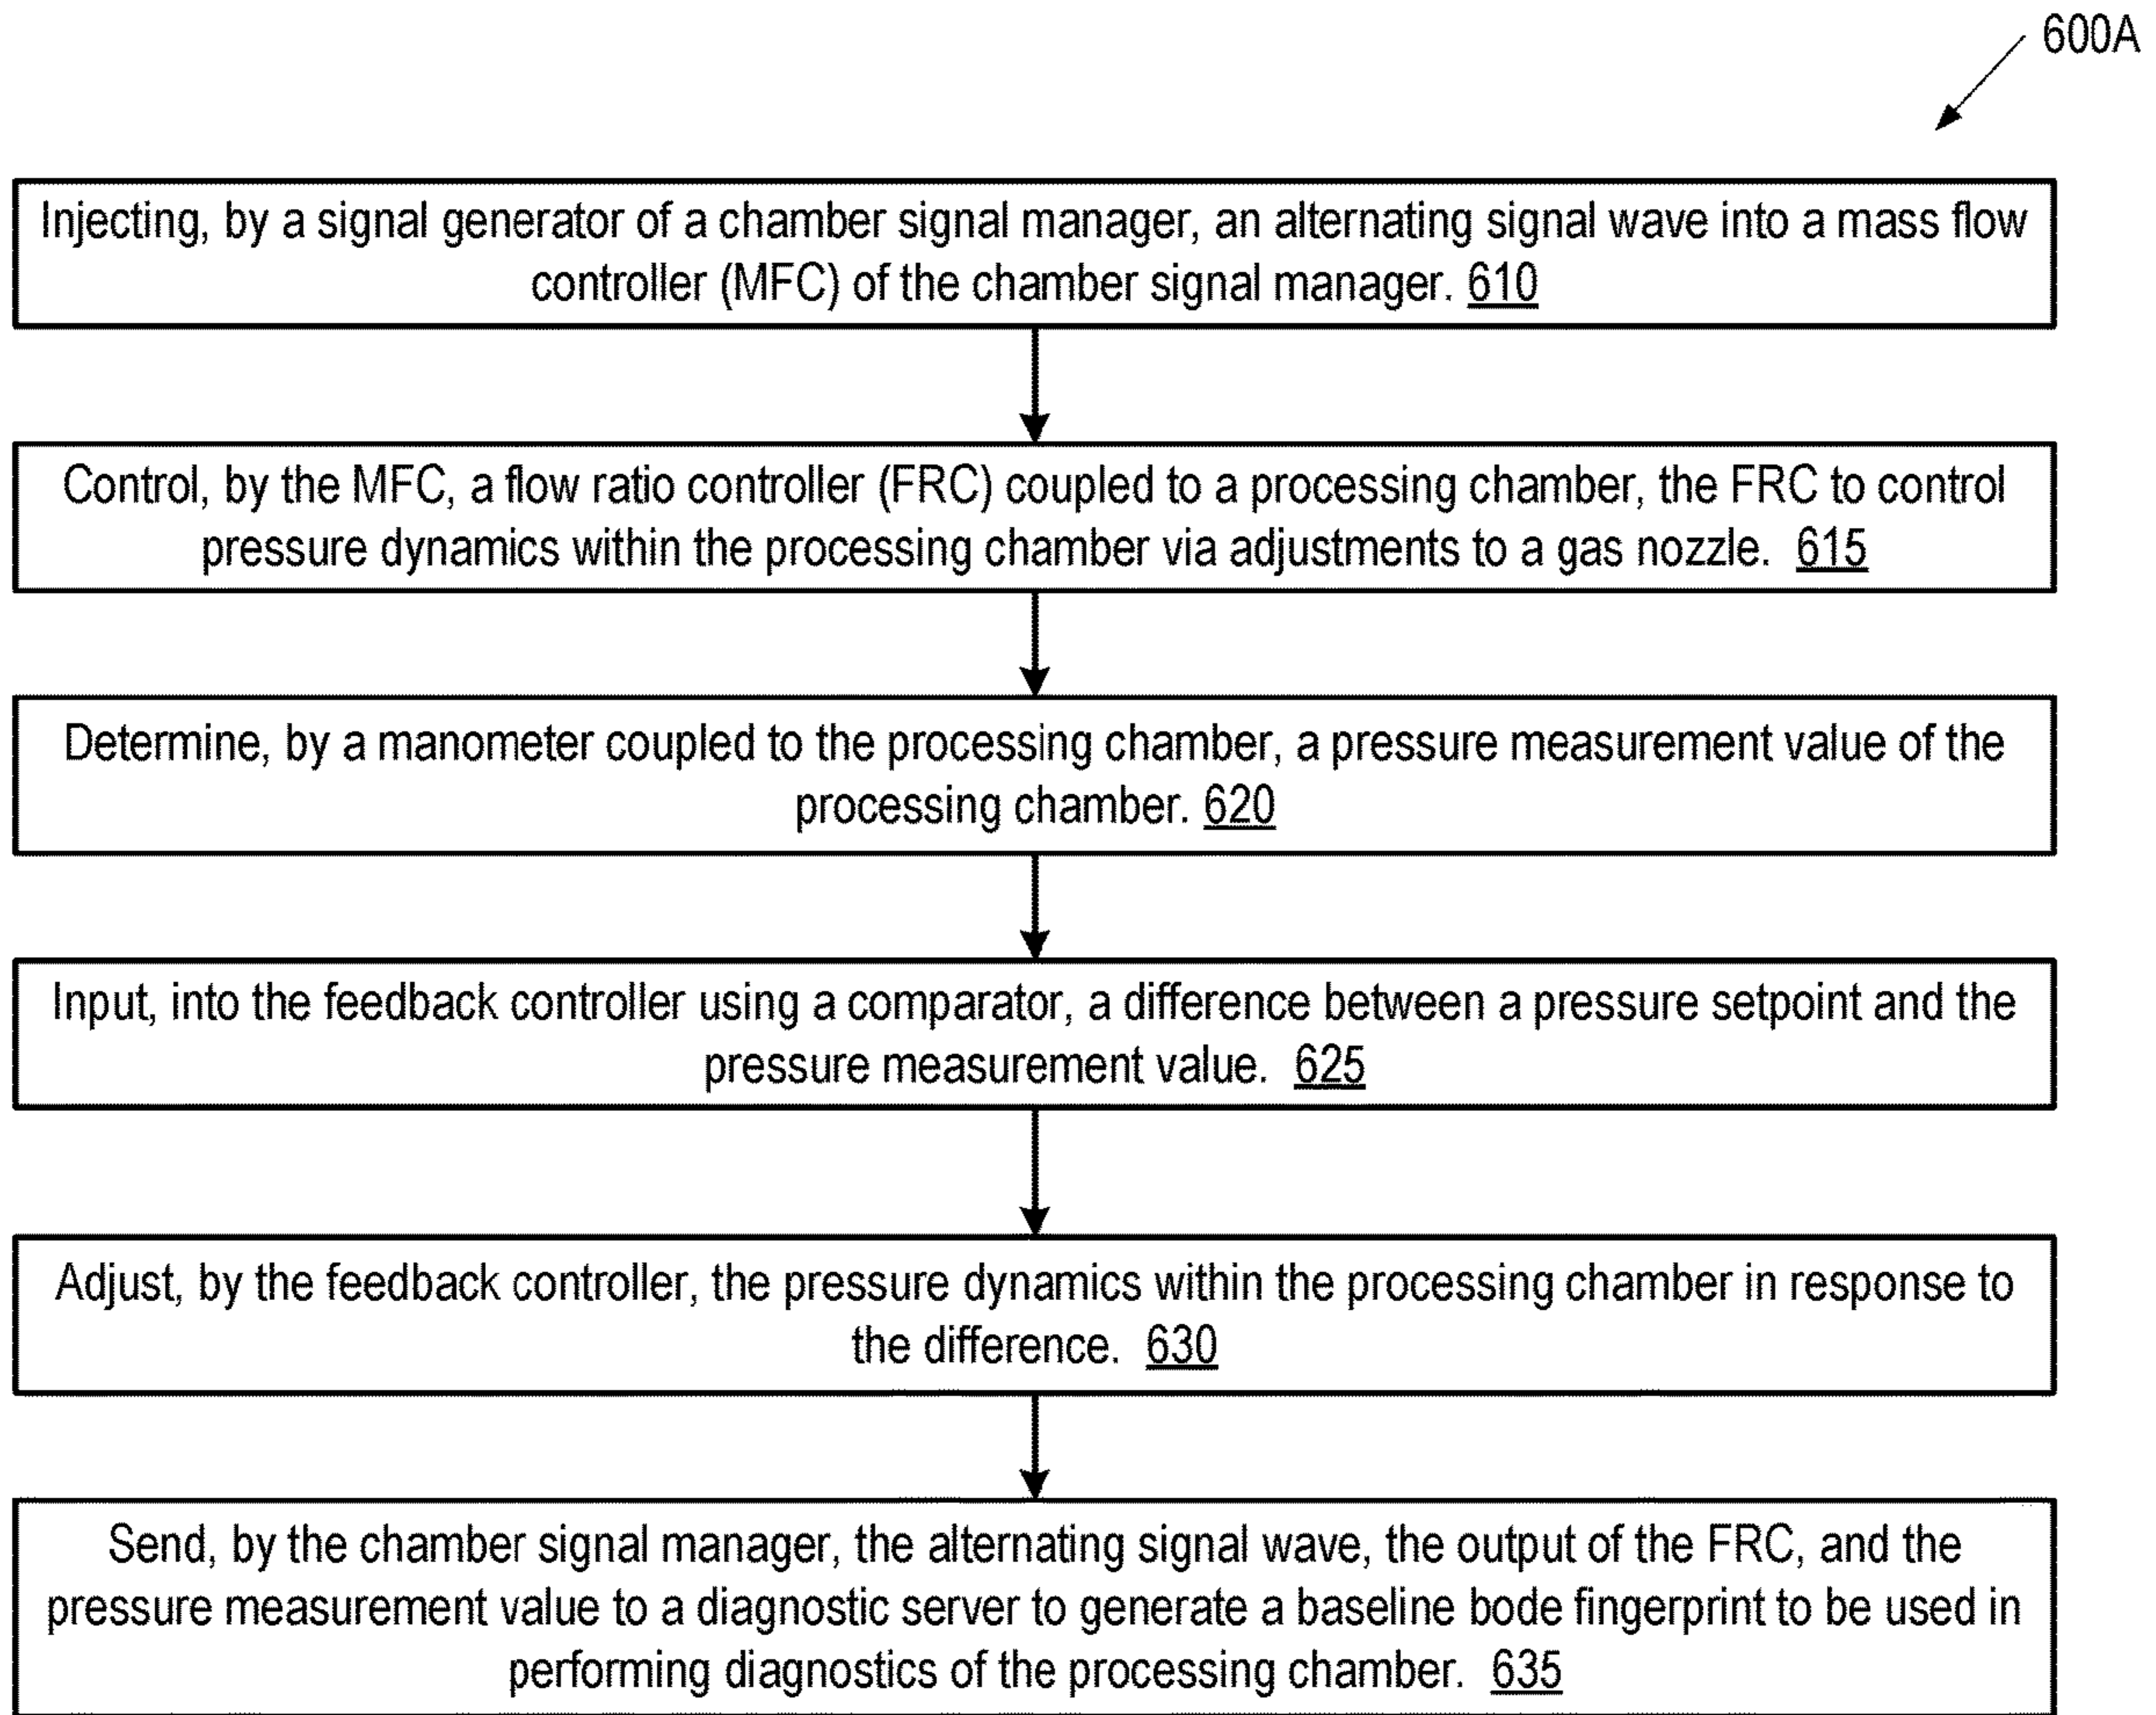 600A
Injecting, by a signal generator of a chamber signal manager, an alternating signal wave into a mass flow
controller (MFC) of the chamber signal manager. 610
Control, by the MFC, a flow ratio controller (FRC) coupled to a processing chamber, the FRC to control
pressure dynamics within the processing chamber via adjustments to a gas nozzle. 615
Determine, by a manometer coupled to the processing chamber, a pressure measurement value of the
processing chamber. 620
Input, into the feedback controller using a comparator, a difference between a pressure setpoint and the
pressure measurement value. 625
Adjust, by the feedback controller, the pressure dynamics within the processing chamber in response to
the difference. 630
Send, by the chamber signal manager, the alternating signal wave, the output of the FRC, and the
pressure measurement value to a diagnostic server to generate a baseline bode fingerprint to be used in
performing diagnostics of the processing chamber. 635